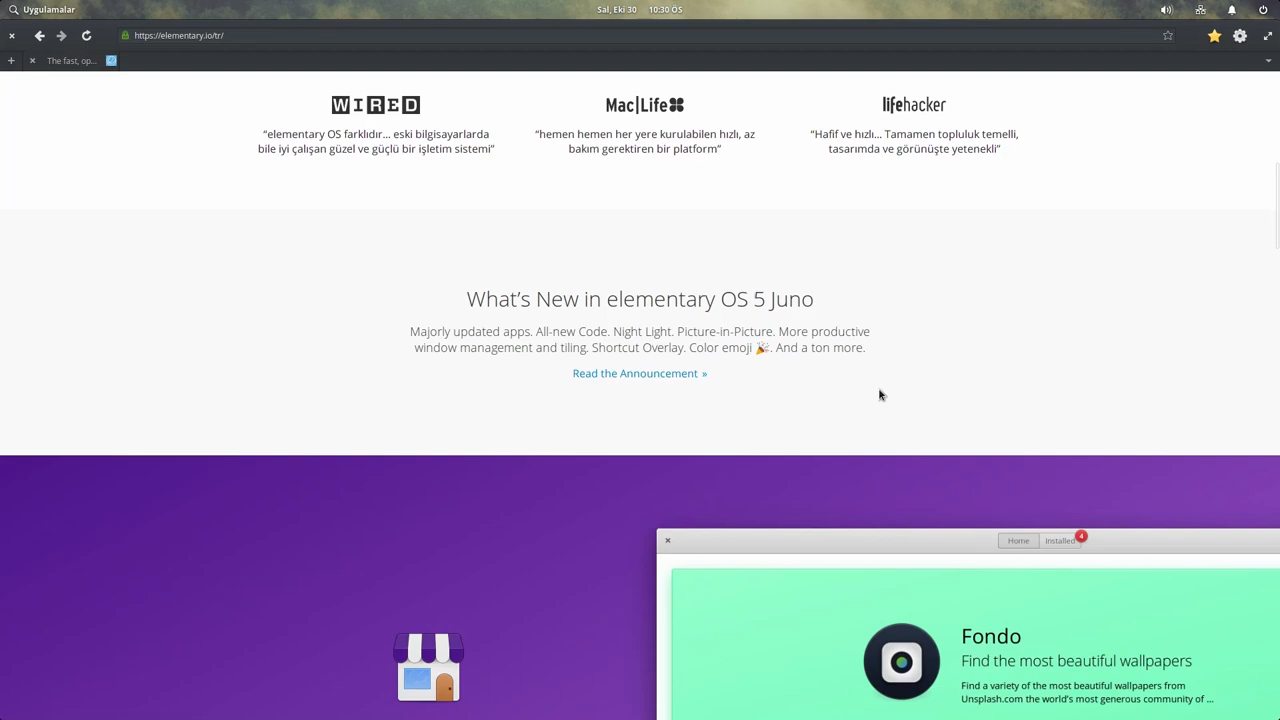 Uygulamalar
Sal, Eki 30 10:30 ÖS
https://elementary.io/tr/
The fast, op...
WIRED
Mac|Life
lifehacker
“elementary OS farklıdır... eski bilgisayarlarda
bile iyi çalışan güzel ve güçlü bir işletim sistemi”
“hemen hemen her yere kurulabilen hızlı, az
bakım gerektiren bir platform”
“Hafif ve hızlı... Tamamen topluluk temelli,
tasarımda ve görünüşte yetenekli”
What’s New in elementary OS 5 Juno
Majorly updated apps. All-new Code. Night Light. Picture-in-Picture. More productive
window management and tiling. Shortcut Overlay. Color emoji 🎉. And a ton more.
Read the Announcement »
Home
Installed
4
Fondo
Find the most beautiful wallpapers
Find a variety of the most beautiful wallpapers from
Unsplash.com the world’s most generous community of ...